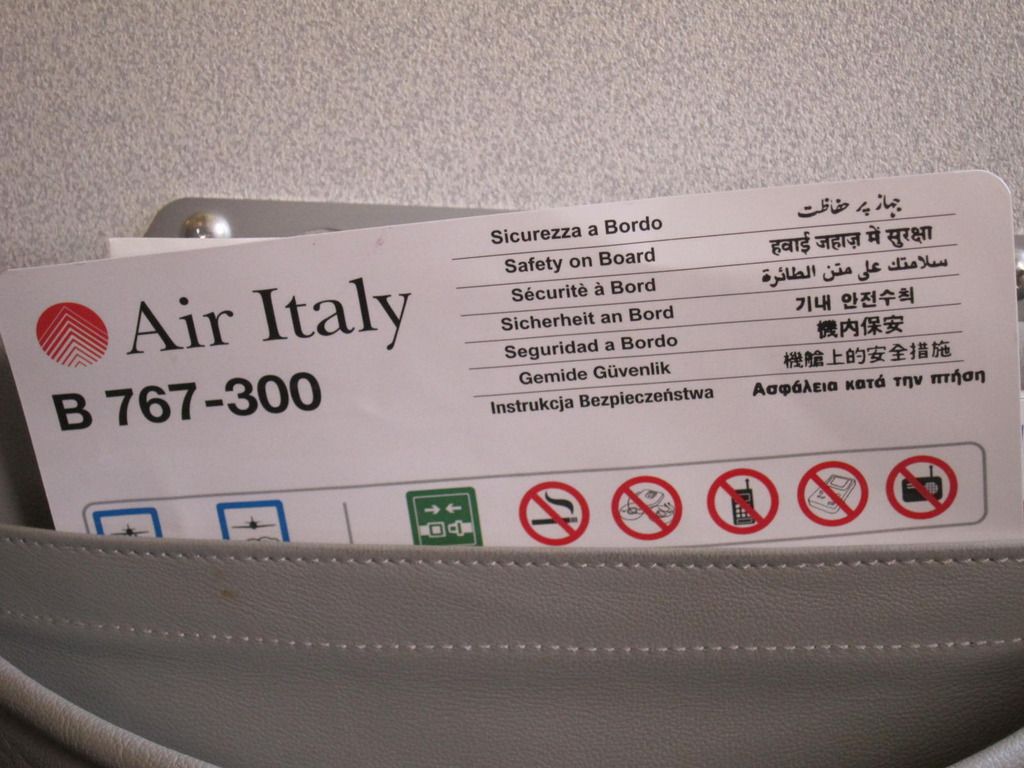 Air Italy
B 767-300
Sicurezza a Bordo
Safety on Board
Sécuritè à Bord
Sicherheit an Bord
Seguridad a Bordo
Gemide Güvenlik
Instrukcja Bezpieczeństwa
جہاز پر حفاظت
हवाई जहाज़ में सुरक्षा
سلامتك على متن الطائرة
기내 안전수칙
機內保安
機艙上的安全措施
Ασφάλεια κατά την πτήση